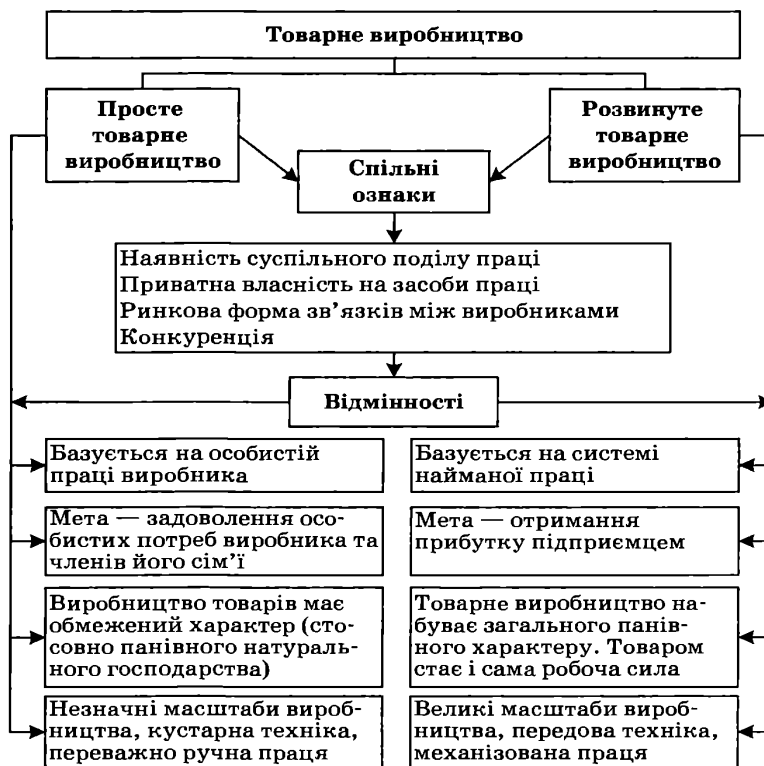 Товарне виробництво
Просте
товарне
виробництво
Розвинуте
товарне
виробництво
Спільні
ознаки
Наявність суспільного поділу праці
Приватна власність на засоби праці
Ринкова форма зв’язків між виробниками
Конкуренція
Відмінності
Базується на особистій
праці виробника
Базується на системі
найманої праці
Мета — задоволення осо-
бистих потреб виробника та
членів його сім’ї
Мета — отримання
прибутку підприємцем
Виробництво товарів має
обмежений характер (сто-
совно панівного натураль-
ного господарства)
Товарне виробництво на-
буває загального панів-
ного характеру. Товаром
стає і сама робоча сила
Незначні масштаби вироб-
ництва, кустарна техніка,
переважно ручна праця
Великі масштаби вироб-
ництва, передова техніка,
механізована праця